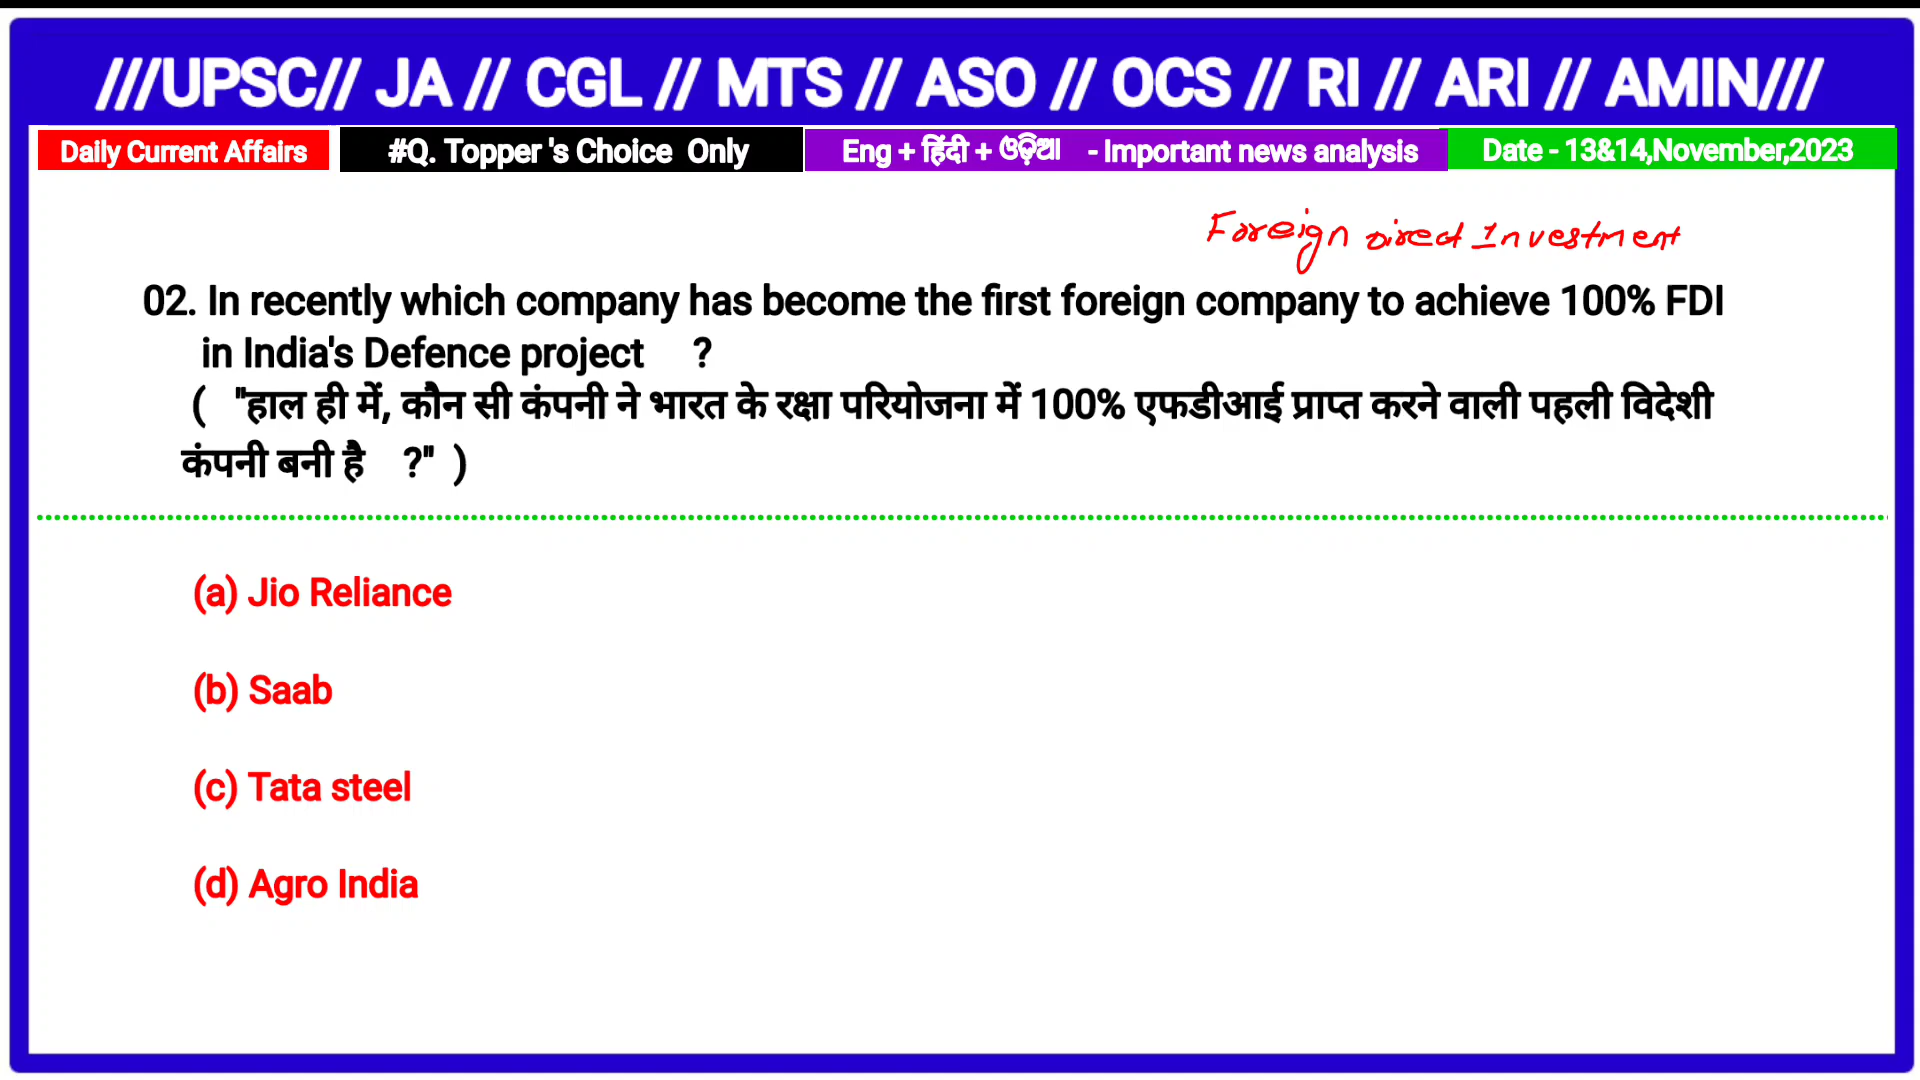 ///UPSC// JA // CGL // MTS // ASO // OCS // RI // ARI // AMIN///
Daily Current Affairs #Q. Topper 's Choice Only Eng + हिंदी + ଓଡ଼ିଆ - Important news analysis Date - 13&14,November,2023
Foreign Direct Investment
02. In recently which company has become the first foreign company to achieve 100% FDI
in India's Defence project ?
( "हाल ही में, कौन सी कंपनी ने भारत के रक्षा परियोजना में 100% एफडीआई प्राप्त करने वाली पहली विदेशी
कंपनी बनी है ?" )
(a) Jio Reliance
(b) Saab
(c) Tata steel
(d) Agro India